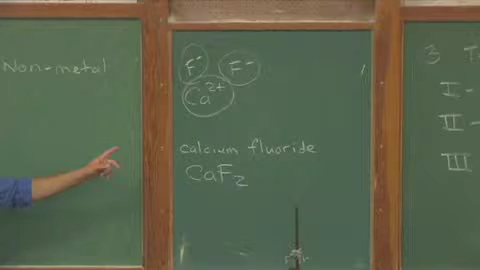 Non-metal
F⁻ F⁻
Ca²⁺
calcium fluoride
CaF₂
3
I -
II -
III